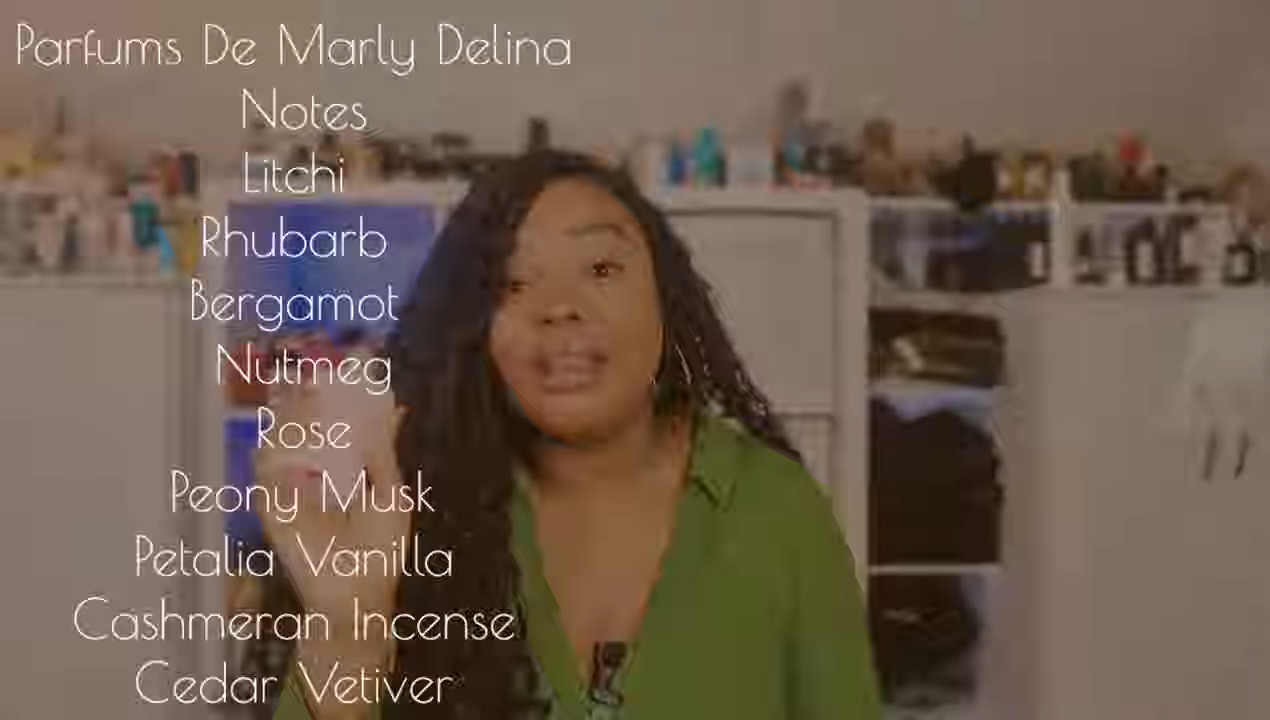 Parfums De Marly Delina
Notes
Litchi
Rhubarb
Bergamot
Nutmeg
Rose
Peony Musk
Petalia Vanilla
Cashmeran Incense
Cedar Vetiver